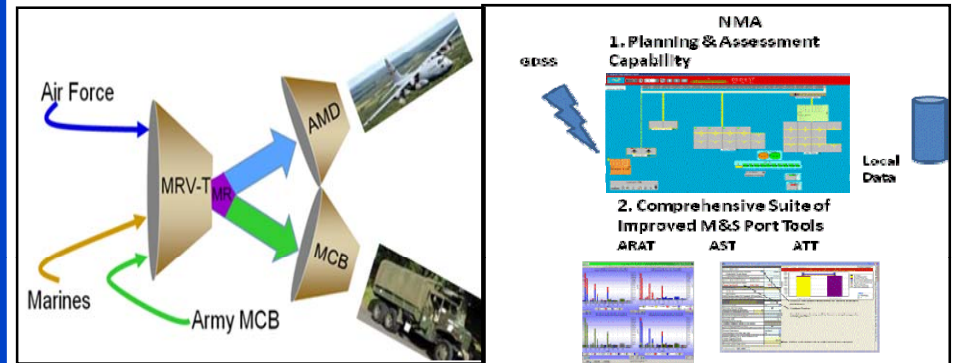 Air Force
MRV-T
MR
AMD
MCB
Marines
Army MCB
NMA
1. Planning & Assessment
Capability
GDSS
Local
Data
2. Comprehensive Suite of
Improved M&S Port Tools
ARAT AST ATT